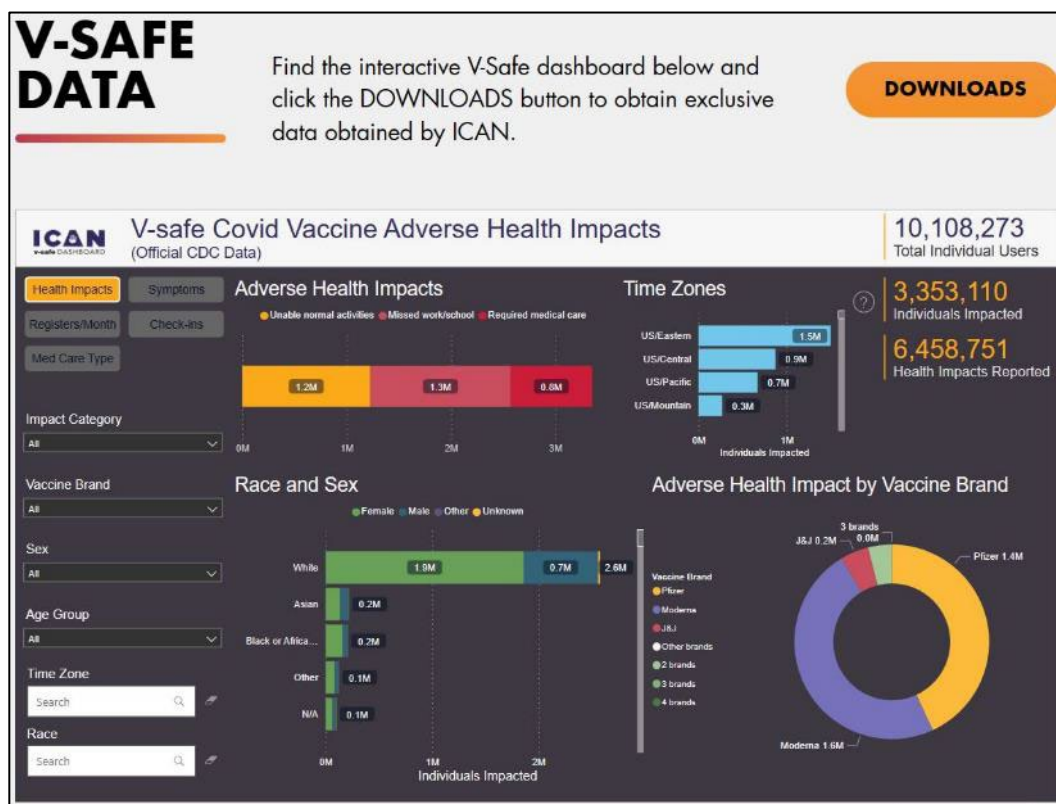 V-SAFE
DATA
Find the interactive V-Safe dashboard below and
click the DOWNLOADS button to obtain exclusive
data obtained by ICAN.
DOWNLOADS
ICAN
v-safe DASHBOARD
V-safe Covid Vaccine Adverse Health Impacts
(Official CDC Data)
10,108,273
Total Individual Users
Health Impacts
Symptoms
Registers/Month
Check-ins
Med Care Type
Impact Category
All
Vaccine Brand
All
Sex
All
Age Group
All
Time Zone
Search
Race
Search
Adverse Health Impacts
Unable normal activities Missed work/school Required medical care
1.2M 1.3M 0.8M
0M 1M 2M 3M
Time Zones
US/Eastern 1.5M
US/Central 0.9M
US/Pacific 0.7M
US/Mountain 0.3M
0M 1M
Individuals Impacted
?
3,353,110
Individuals Impacted
6,458,751
Health Impacts Reported
Race and Sex
Female Male Other Unknown
White 1.9M 0.7M 2.6M
Asian 0.2M
Black or Africa... 0.2M
Other 0.1M
N/A 0.1M
0M 1M 2M
Individuals Impacted
Adverse Health Impact by Vaccine Brand
Vaccine Brand
Pfizer
Moderna
J&J
Other brands
2 brands
3 brands
4 brands
3 brands
0.0M
J&J 0.2M
Pfizer 1.4M
Moderna 1.6M